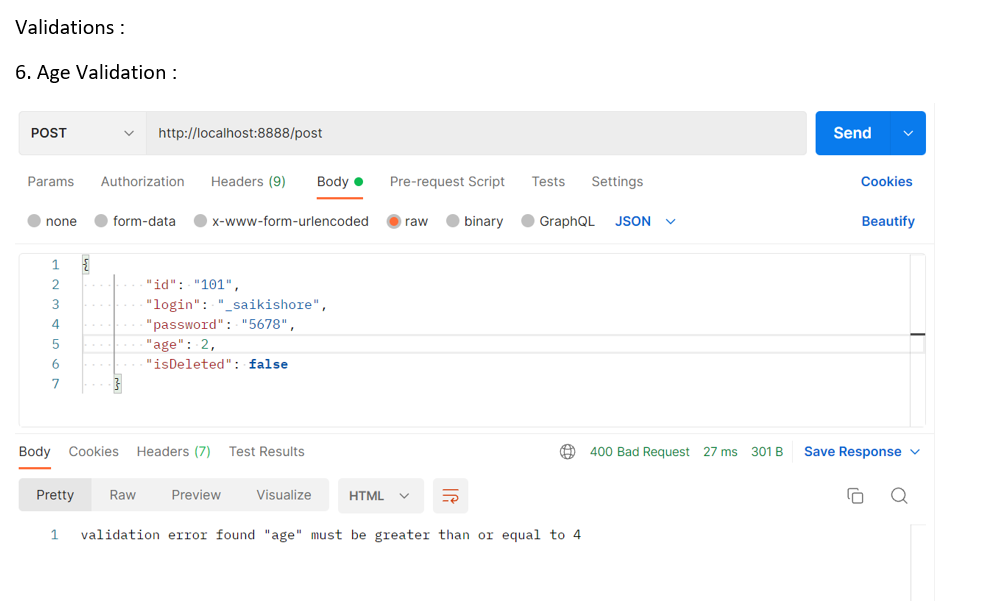 Validations :
6. Age Validation :
POST http://localhost:8888/post Send
Params Authorization Headers (9) Body Pre-request Script Tests Settings Cookies
none form-data x-www-form-urlencoded raw binary GraphQL JSON Beautify
1 {
2 "id": "101",
3 "login": "_saikishore",
4 "password": "5678",
5 "age": 2,
6 "isDeleted": false
7 }
Body Cookies Headers (7) Test Results 400 Bad Request 27 ms 301 B Save Response
Pretty Raw Preview Visualize HTML
1 validation error found "age" must be greater than or equal to 4